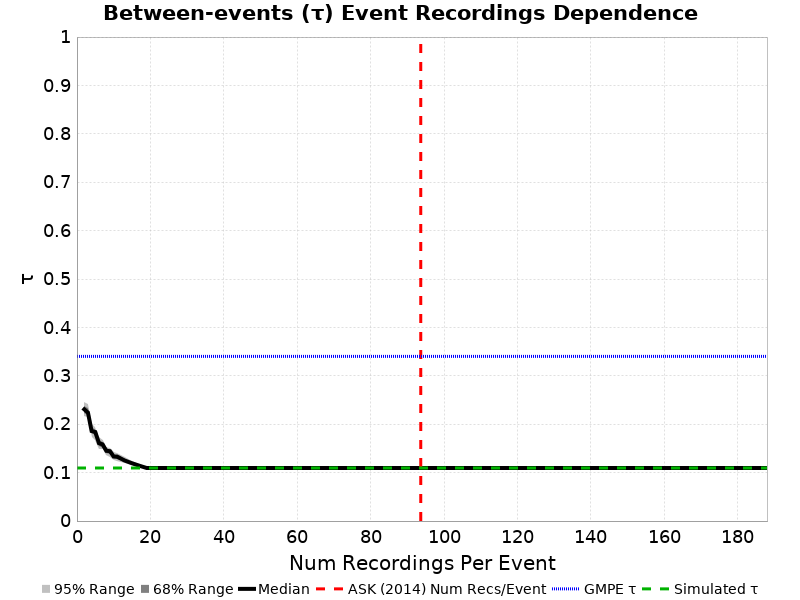 Between-events (τ) Event Recordings Dependence
1
0.9
0.8
0.7
0.6
0.5
0.4
0.3
0.2
0.1
0
τ
0 20 40 60 80 100 120 140 160 180
Num Recordings Per Event
95% Range 68% Range Median ASK (2014) Num Recs/Event GMPE τ Simulated τ